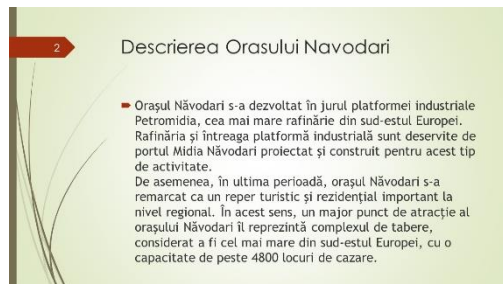 2
Descrierea Orasului Navodari
Orașul Năvodari s-a dezvoltat în jurul platformei industriale
Petromidia, cea mai mare rafinărie din sud-estul Europei.
Rafinăria și întreaga platformă industrială sunt deservite de
portul Midia Năvodari proiectat și construit pentru acest tip
de activitate.
De asemenea, în ultima perioadă, orașul Năvodari s-a
remarcat ca un reper turistic și rezidențial important la
nivel regional. În acest sens, un major punct de atracție al
orașului Năvodari îl reprezintă complexul de tabere,
considerat a fi cel mai mare din sud-estul Europei, cu o
capacitate de peste 4800 locuri de cazare.